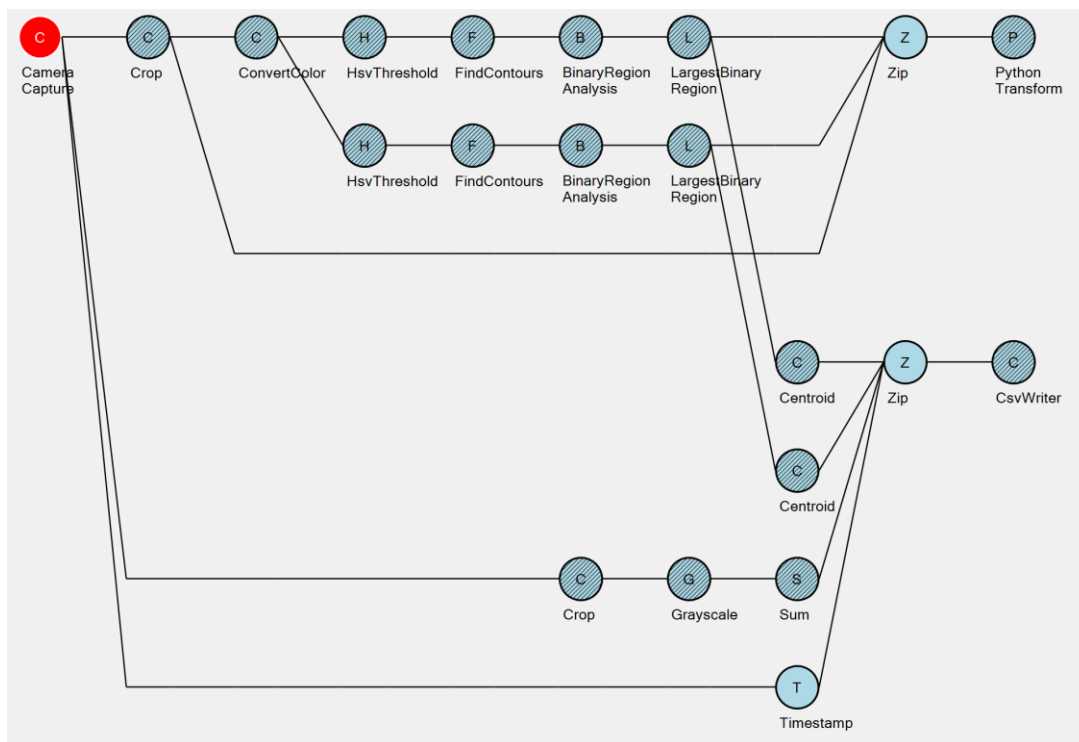 C
C
C
H
F
B
L
Z
P
Camera
Capture
Crop
ConvertColor
HsvThreshold
FindContours
BinaryRegion
Analysis
LargestBinary
Region
Zip
Python
Transform
H
F
B
L
HsvThreshold
FindContours
BinaryRegion
Analysis
LargestBinary
Region
C
Z
C
Centroid
Zip
CsvWriter
C
Centroid
C
G
S
Crop
Grayscale
Sum
T
Timestamp